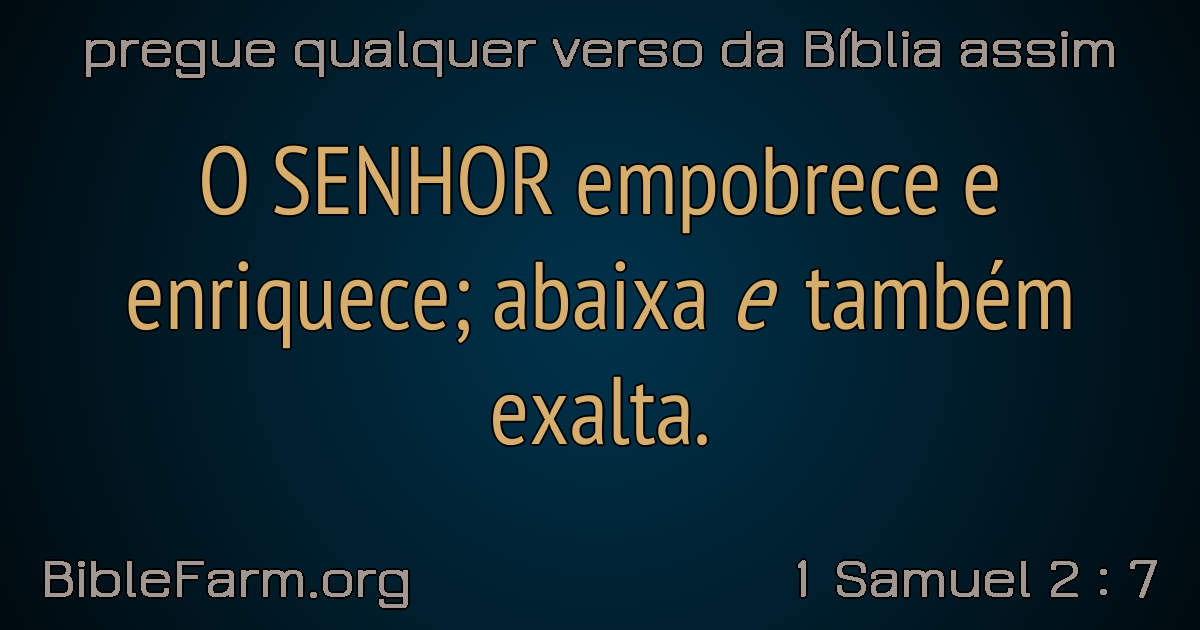 pregue qualquer verso da Bíblia assim
O SENHOR empobrece e
enriquece; abaixa e também
exalta.
BibleFarm.org
1 Samuel 2 : 7